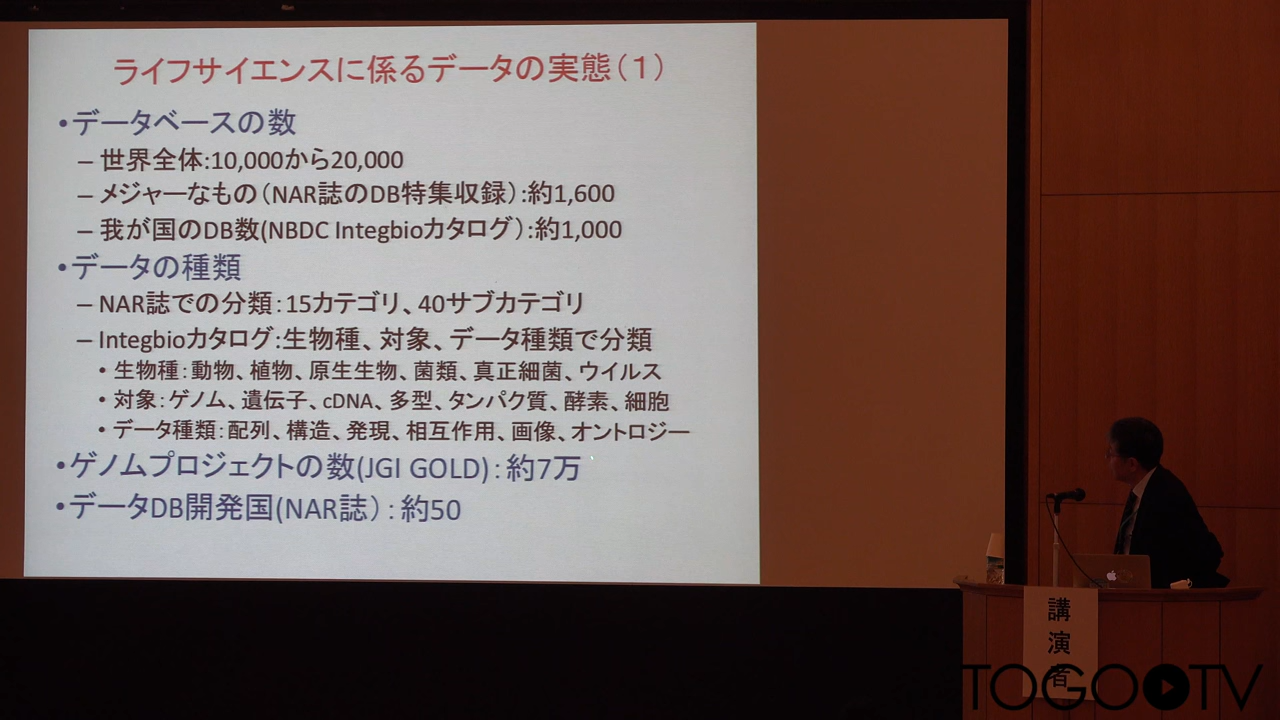 ライフサイエンスに係るデータの実態（１）
•データベースの数
– 世界全体:10,000から20,000
– メジャーなもの（NAR誌のDB特集収録）:約1,600
– 我が国のDB数(NBDC Integbioカタログ）:約1,000
•データの種類
– NAR誌での分類：15カテゴリ、40サブカテゴリ
– Integbioカタログ:生物種、対象、データ種類で分類
• 生物種：動物、植物、原生生物、菌類、真正細菌、ウイルス
• 対象：ゲノム、遺伝子、cDNA、多型、タンパク質、酵素、細胞
• データ種類：配列、構造、発現、相互作用、画像、オントロジー
•ゲノムプロジェクトの数(JGI GOLD)：約7万
•データDB開発国(NAR誌）：約50
講
演
者
TOGOTV